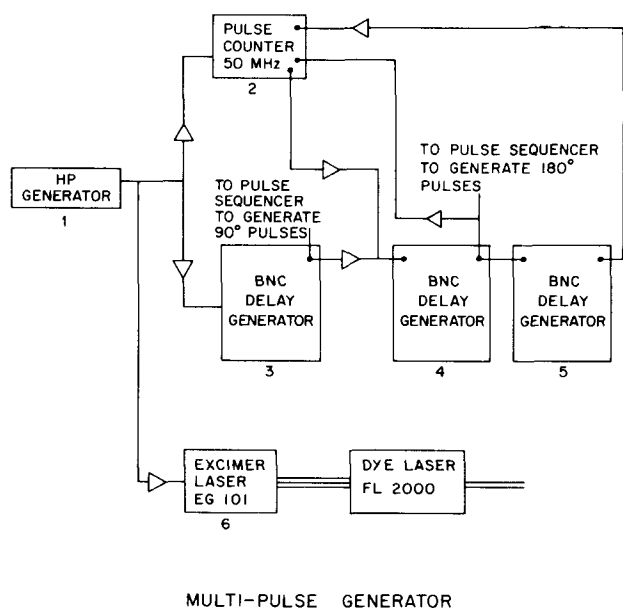 PULSE
COUNTER
50 MHz
2
HP
GENERATOR
1
TO PULSE
SEQUENCER
TO GENERATE
90° PULSES
TO PULSE SEQUENCER
TO GENERATE 180°
PULSES
BNC
DELAY
GENERATOR
3
BNC
DELAY
GENERATOR
4
BNC
DELAY
GENERATOR
5
EXCIMER
LASER
EG 101
6
DYE LASER
FL 2000
MULTI-PULSE GENERATOR